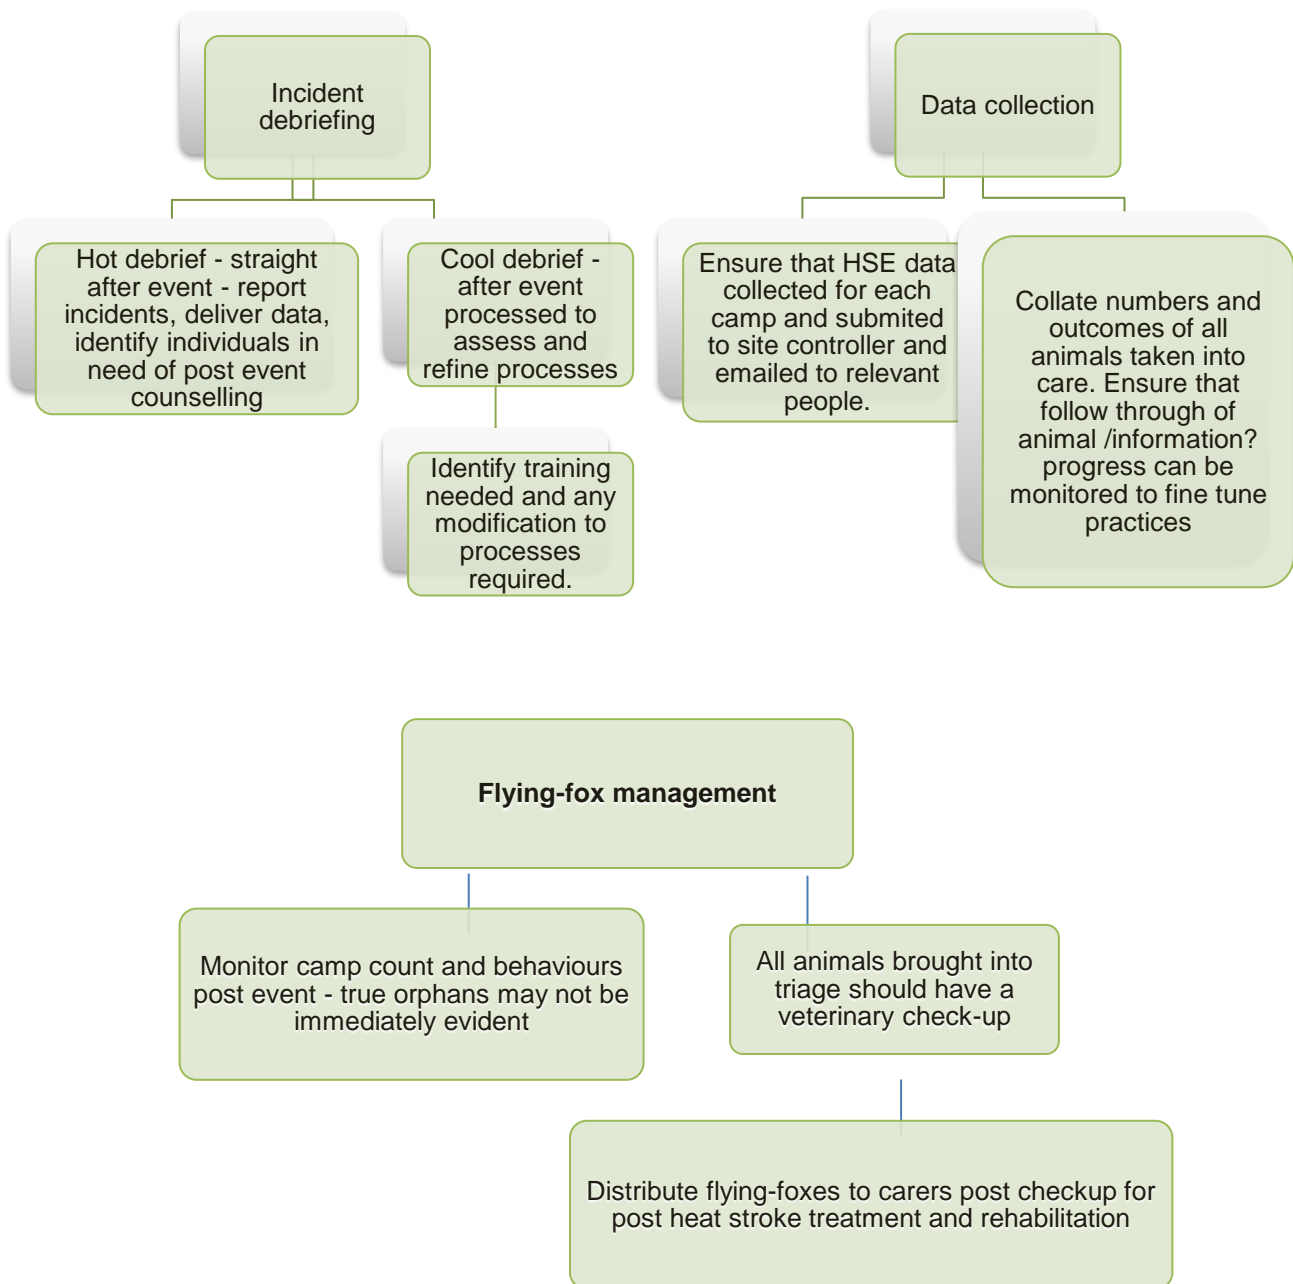 Incident
debriefing
Hot debrief - straight
after event - report
incidents, deliver data,
identify individuals in
need of post event
counselling
Cool debrief -
after event
processed to
assess and
refine processes
Identify training
needed and any
modification to
processes
required.
Data collection
Ensure that HSE data
collected for each
camp and submited
to site controller and
emailed to relevant
people.
Collate numbers and
outcomes of all
animals taken into
care. Ensure that
follow through of
animal /information?
progress can be
monitored to fine tune
practices
Flying-fox management
Monitor camp count and behaviours
post event - true orphans may not be
immediately evident
All animals brought into
triage should have a
veterinary check-up
Distribute flying-foxes to carers post checkup for
post heat stroke treatment and rehabilitation